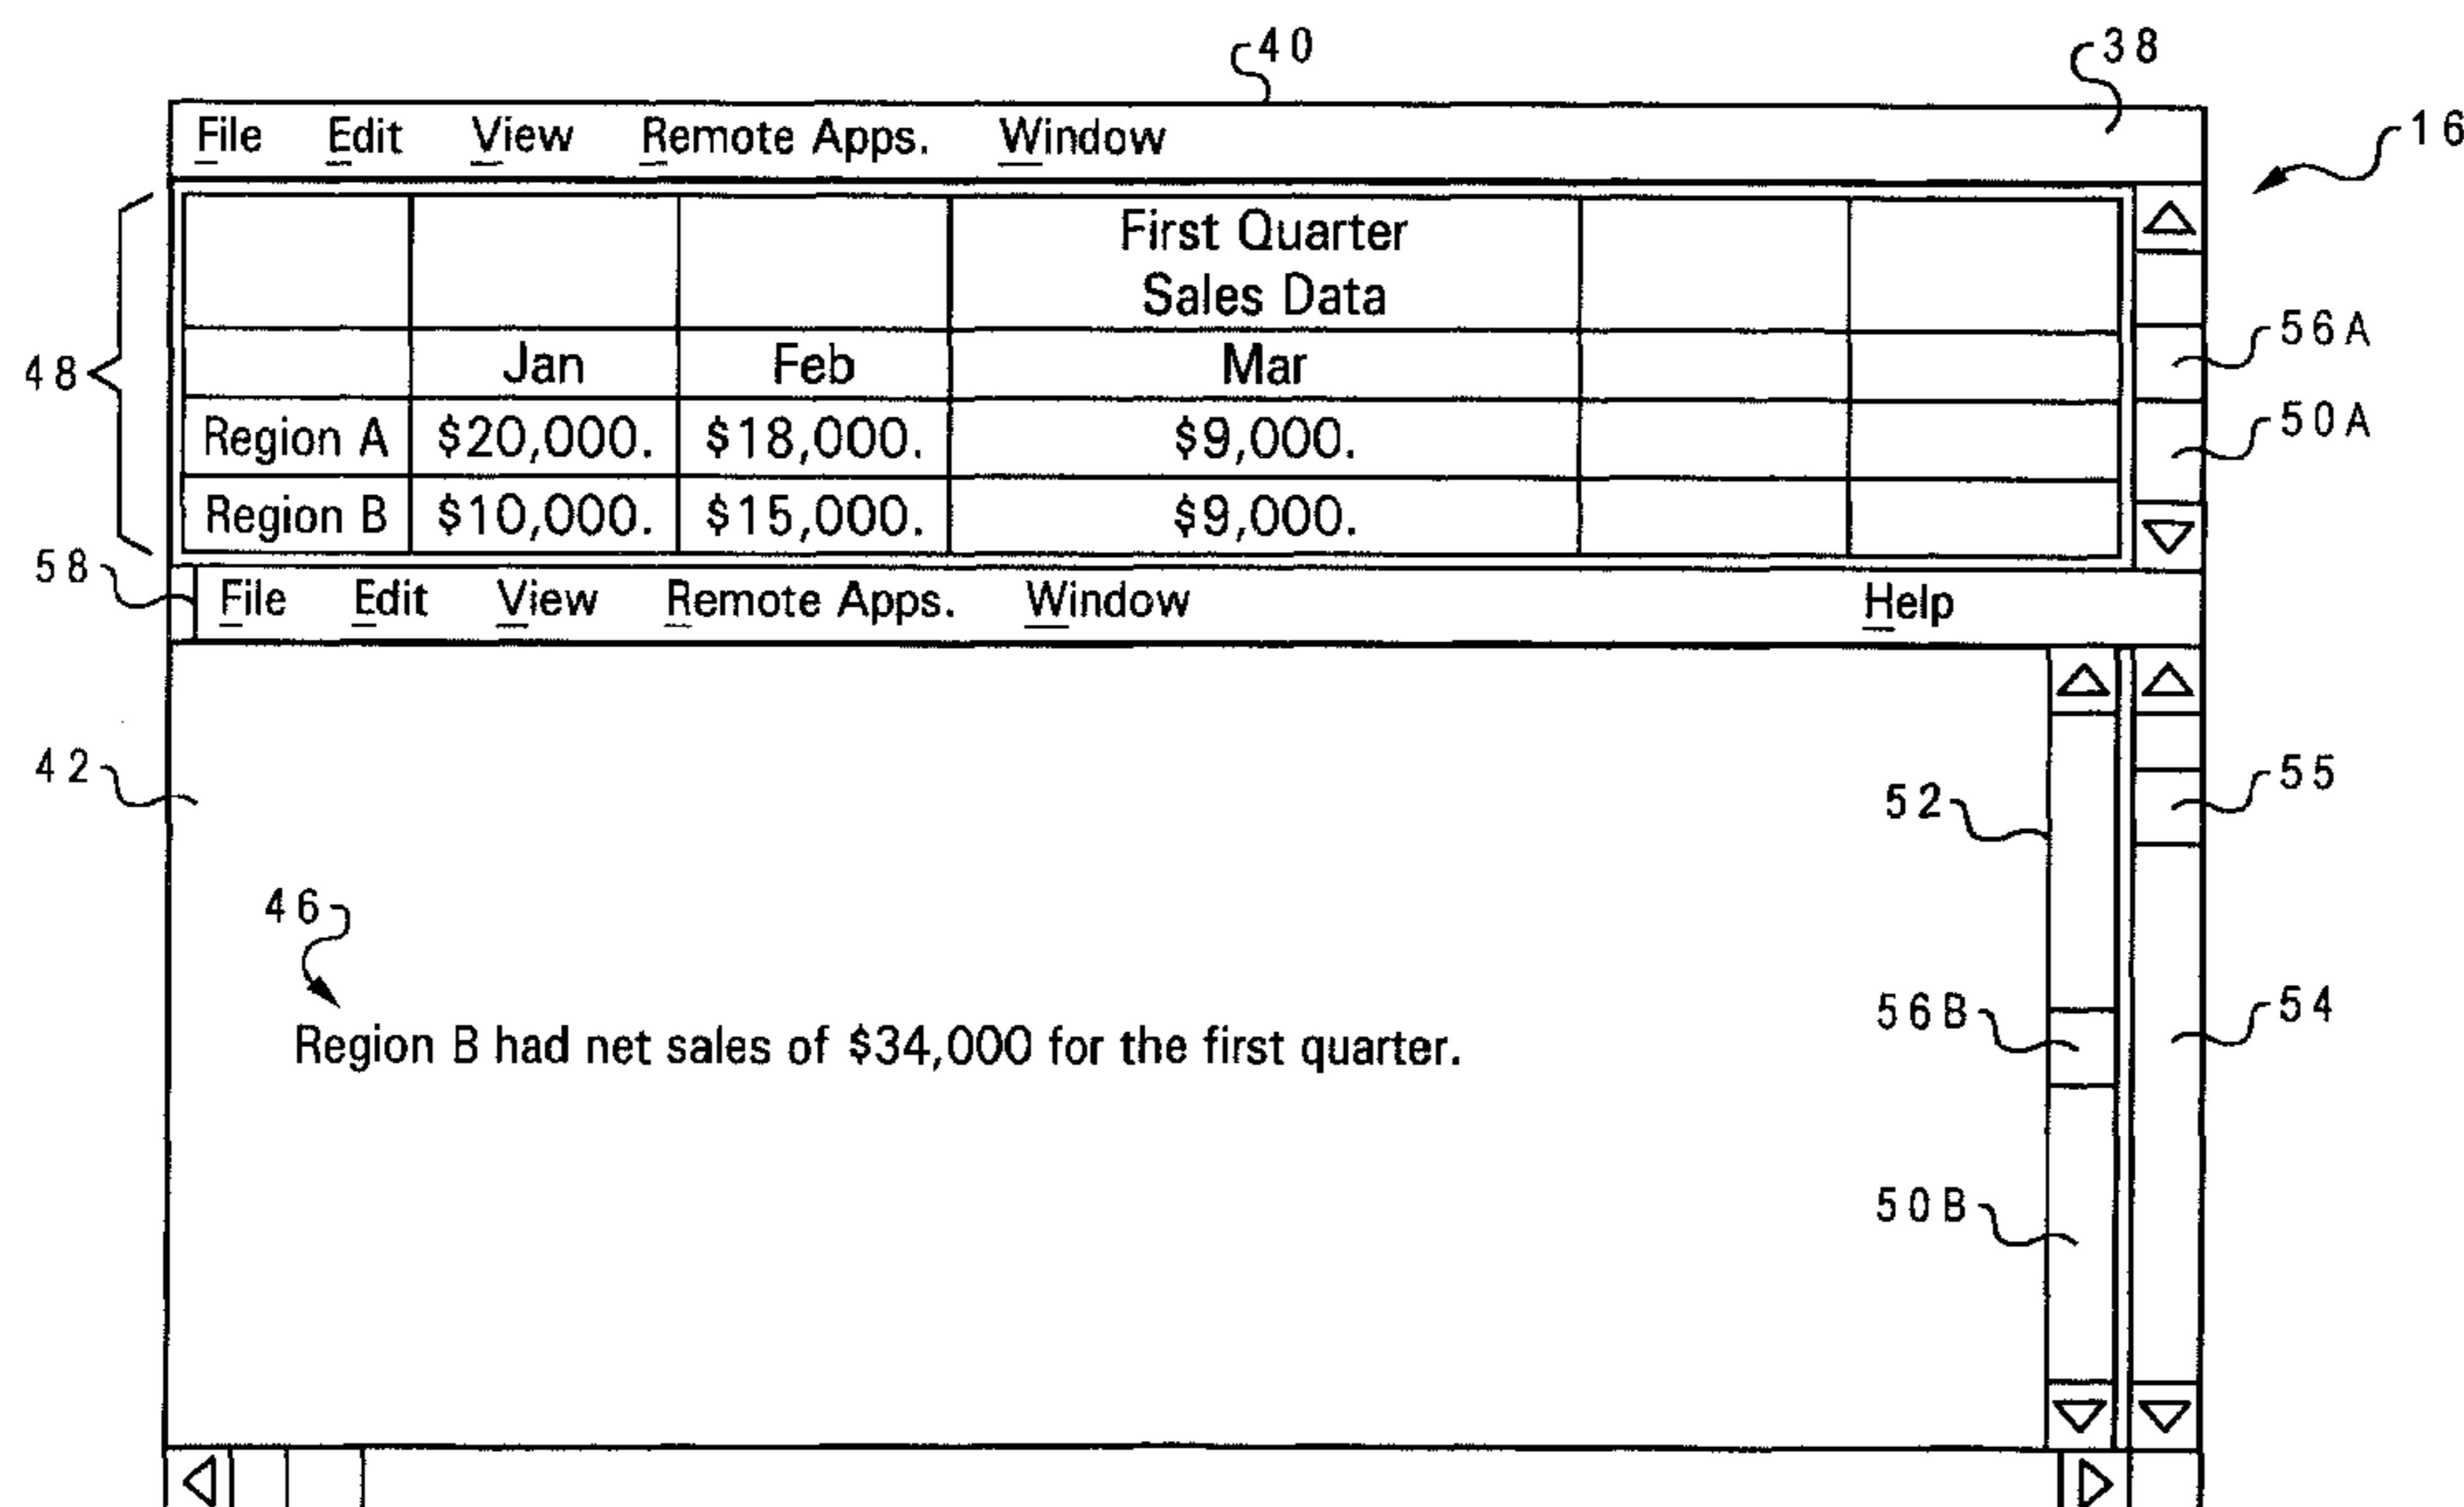 40
38
16
File Edit View Remote Apps. Window
First Quarter
Sales Data
56A
48
Jan Feb Mar
50A
Region A $20,000. $18,000. $9,000.
Region B $10,000. $15,000. $9,000.
58
File Edit View Remote Apps. Window Help
42
55
52
46
56B
54
Region B had net sales of $34,000 for the first quarter.
50B